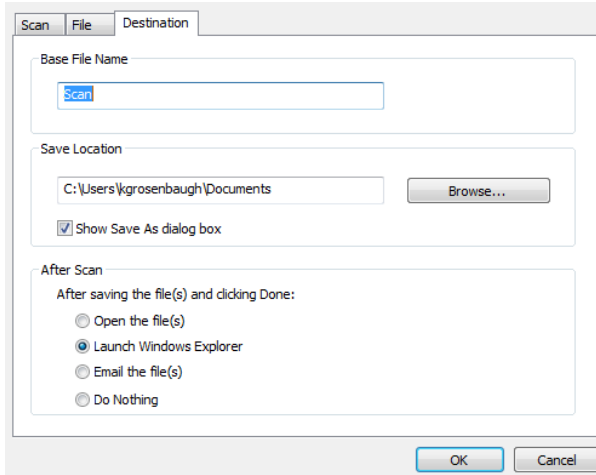 Scan File Destination
Base File Name
Scan
Save Location
C:\Users\kgrosenbaugh\Documents Browse...
Show Save As dialog box
After Scan
After saving the file(s) and clicking Done:
Open the file(s)
Launch Windows Explorer
Email the file(s)
Do Nothing
OK Cancel